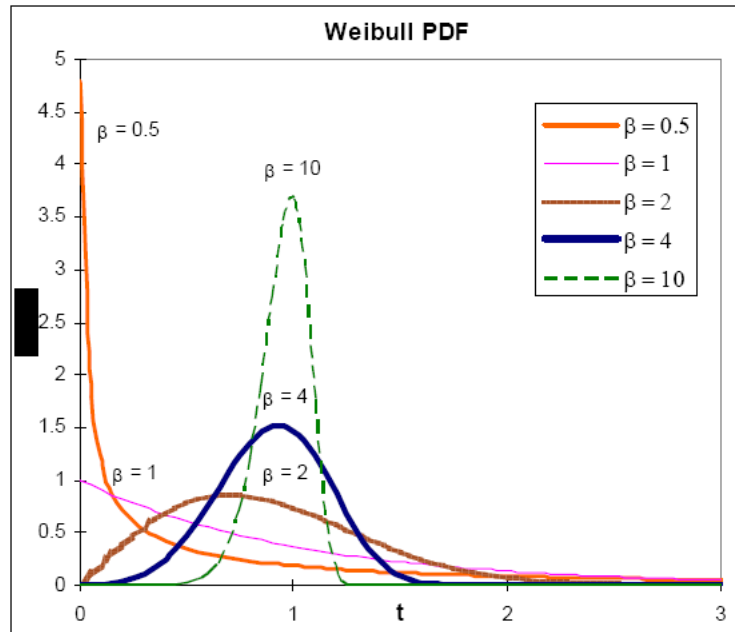 Weibull PDF
5
4.5
4
3.5
3
2.5
2
1.5
1
0.5
0
0
1
2
3
t
β = 0.5
β = 1
β = 10
β = 4
β = 2
β = 0.5
β = 1
β = 2
β = 4
β = 10